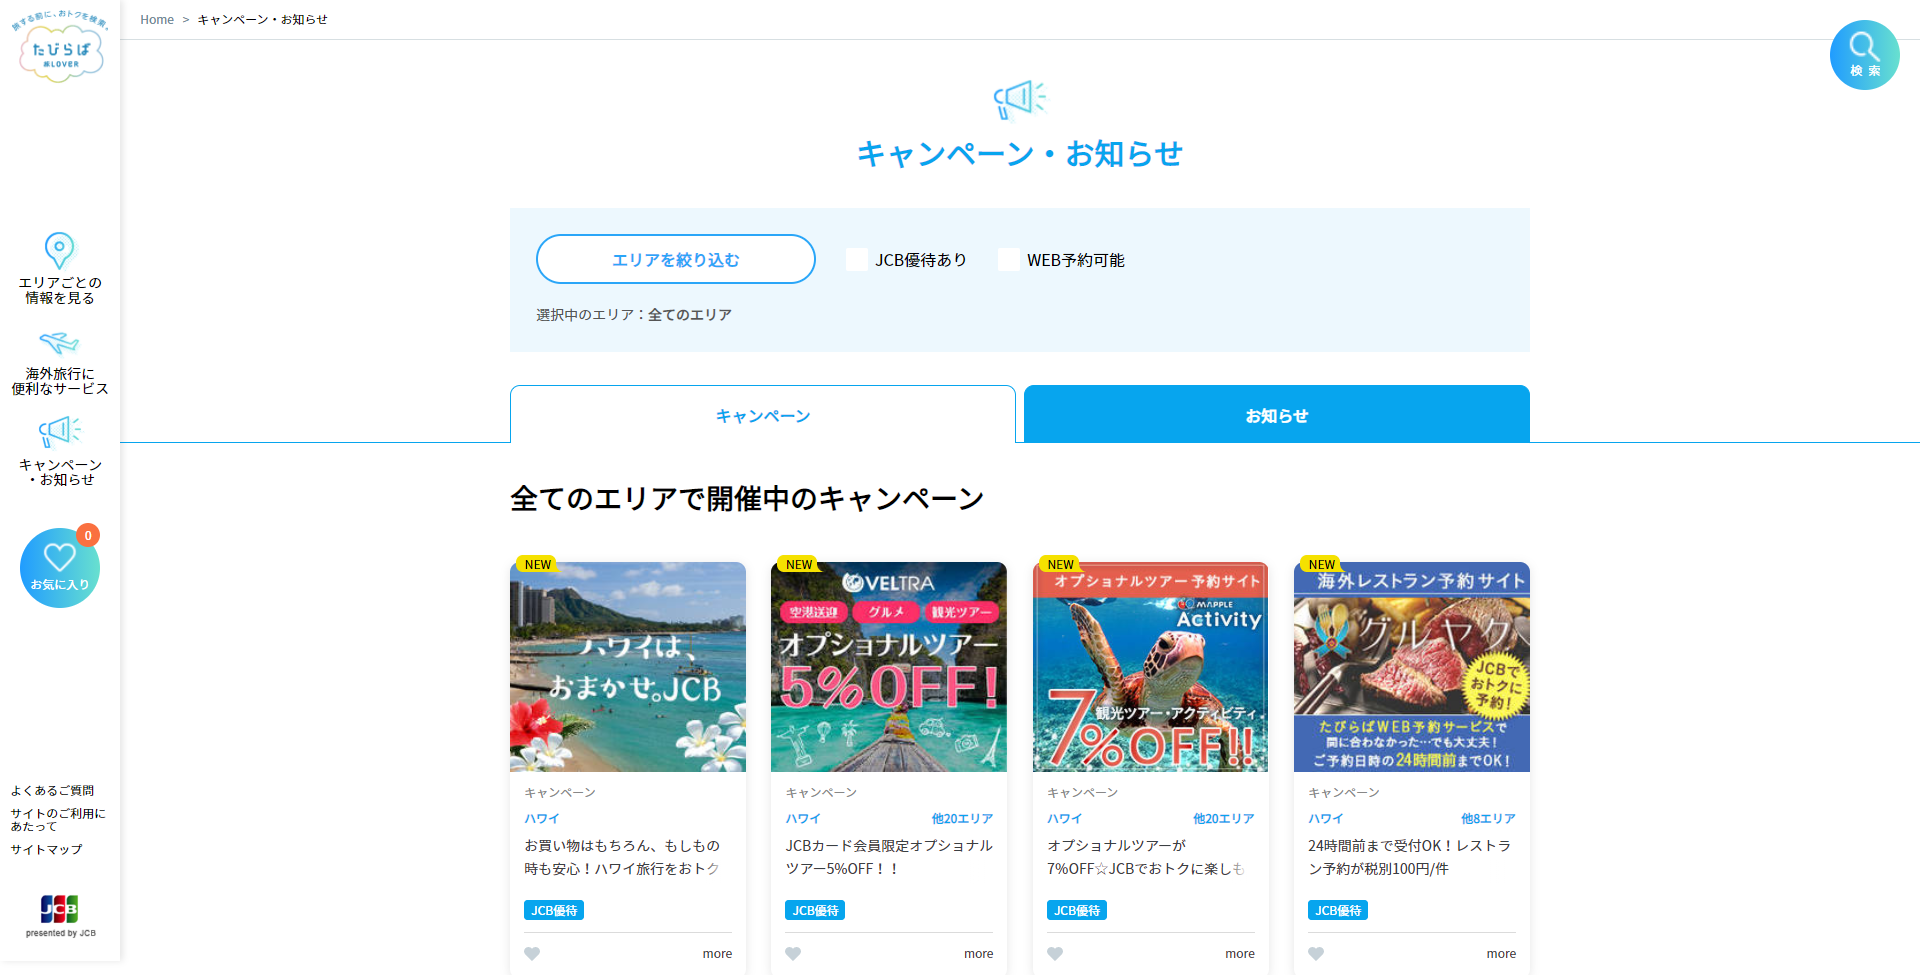 旅する前に、おトクを検索。
たびらば
旅LOVER
Home > キャンペーン・お知らせ
検索
エリアごとの
情報を見る
海外旅行に
便利なサービス
キャンペーン
・お知らせ
0
お気に入り
よくあるご質問
サイトのご利用に
あたって
サイトマップ
JCB
presented by JCB
キャンペーン・お知らせ
エリアを絞り込む
JCB優待あり
WEB予約可能
選択中のエリア：全てのエリア
キャンペーン
お知らせ
全てのエリアで開催中のキャンペーン
NEW
ハワイは、
おまかせ。JCB
キャンペーン
ハワイ
お買い物はもちろん、もしもの
時も安心！ハワイ旅行をおトク
JCB優待
more
NEW
VELTRA
空港送迎 グルメ 観光ツアー
オプショナルツアー
5%OFF!
キャンペーン
ハワイ 他20エリア
JCBカード会員限定オプショナル
ツアー5%OFF！！
JCB優待
more
NEW
オプショナルツアー予約サイト
MAPPLE
Activity
観光ツアー・アクティビティ
7%OFF!!
キャンペーン
ハワイ 他20エリア
オプショナルツアーが
7%OFF☆JCBでおトクに楽しも
JCB優待
more
NEW
海外レストラン予約サイト
グルヤク
JCBで
おトクに
予約！
たびらばWEB予約サービスで
間に合わなかった…でも大丈夫！
ご予約日時の24時間前までOK！
キャンペーン
ハワイ 他8エリア
24時間前まで受付OK！レストラ
ン予約が税別100円/件
JCB優待
more